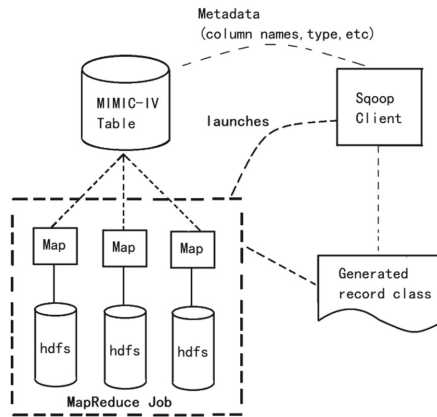 Metadata
(column names, type, etc)
MIMIC-IV
Table
Sqoop
Client
launches
Map
Map
Map
Generated
record class
hdfs
hdfs
hdfs
MapReduce Job